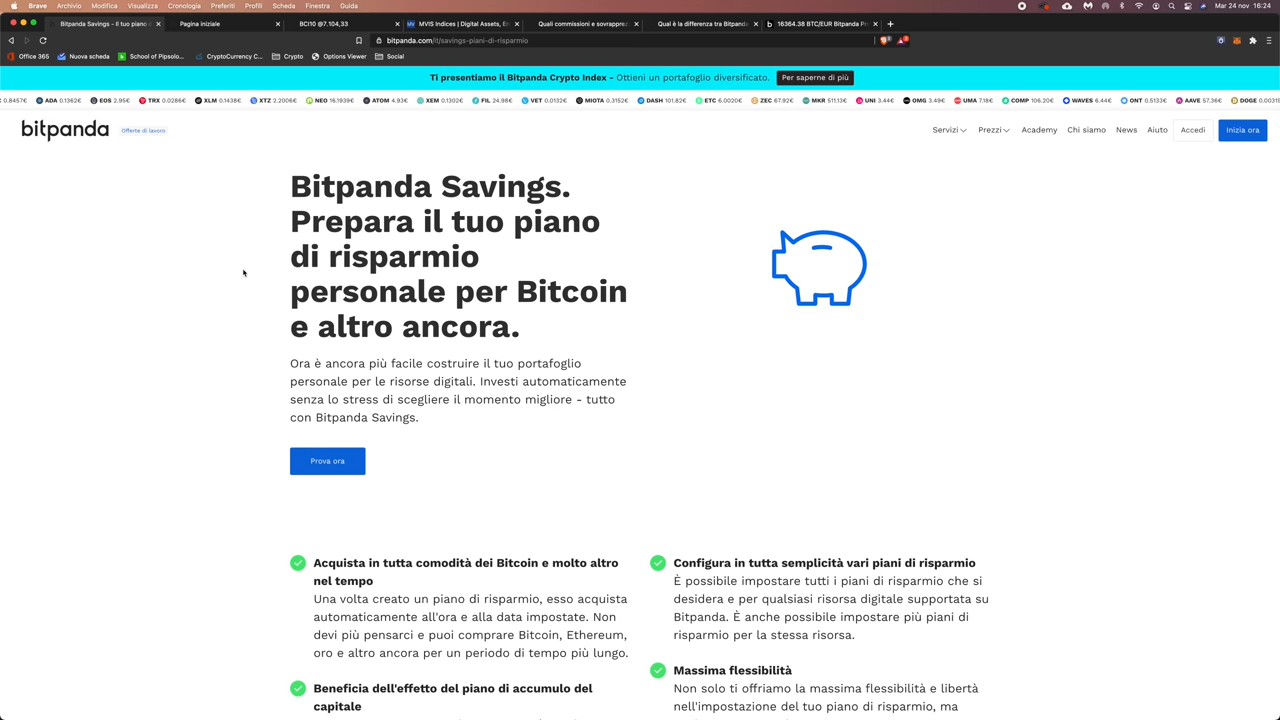 Brave Archivio Modifica Visualizza Cronologia Preferiti Profili Scheda Finestra Guida Mar 24 nov 16:24
Bitpanda Savings - Il tuo piano Pagina iniziale BCI10 @7.104,33 MVIS Indices | Digital Assets, E Quali commissioni e sovrapprez Qual è la differenza tra Bitpanda 16364.38 BTC/EUR Bitpanda Pr
bitpanda.com/it/savings-piani-di-risparmio
Office 365 Nuova scheda School of Pipsolo... CryptoCurrency C... Crypto Options Viewer Social
Ti presentiamo il Bitpanda Crypto Index - Ottieni un portafoglio diversificato. Per saperne di più
0.8457€ ADA 0.1362€ EOS 2.95€ TRX 0.0286€ XLM 0.1438€ XTZ 2.2006€ NEO 16.1939€ ATOM 4.93€ XEM 0.1302€ FIL 24.98€ VET 0.0132€ MIOTA 0.3152€ DASH 101.82€ ETC 6.0020€ ZEC 67.92€ MKR 511.13€ UNI 3.44€ OMG 3.49€ UMA 7.18€ COMP 106.20€ WAVES 6.44€ ONT 0.5133€ AAVE 57.36€ DOGE 0.0031
bitpanda Offerte di lavoro Servizi Prezzi Academy Chi siamo News Aiuto Accedi Inizia ora
Bitpanda Savings.
Prepara il tuo piano
di risparmio
personale per Bitcoin
e altro ancora.
Ora è ancora più facile costruire il tuo portafoglio
personale per le risorse digitali. Investi automaticamente
senza lo stress di scegliere il momento migliore - tutto
con Bitpanda Savings.
Prova ora
Acquista in tutta comodità dei Bitcoin e molto altro
nel tempo
Una volta creato un piano di risparmio, esso acquista
automaticamente all'ora e alla data impostate. Non
devi più pensarci e puoi comprare Bitcoin, Ethereum,
oro e altro ancora per un periodo di tempo più lungo.
Beneficia dell'effetto del piano di accumulo del
capitale
Configura in tutta semplicità vari piani di risparmio
È possibile impostare tutti i piani di risparmio che si
desidera e per qualsiasi risorsa digitale supportata su
Bitpanda. È anche possibile impostare più piani di
risparmio per la stessa risorsa.
Massima flessibilità
Non solo ti offriamo la massima flessibilità e libertà
nell'impostazione del tuo piano di risparmio, ma